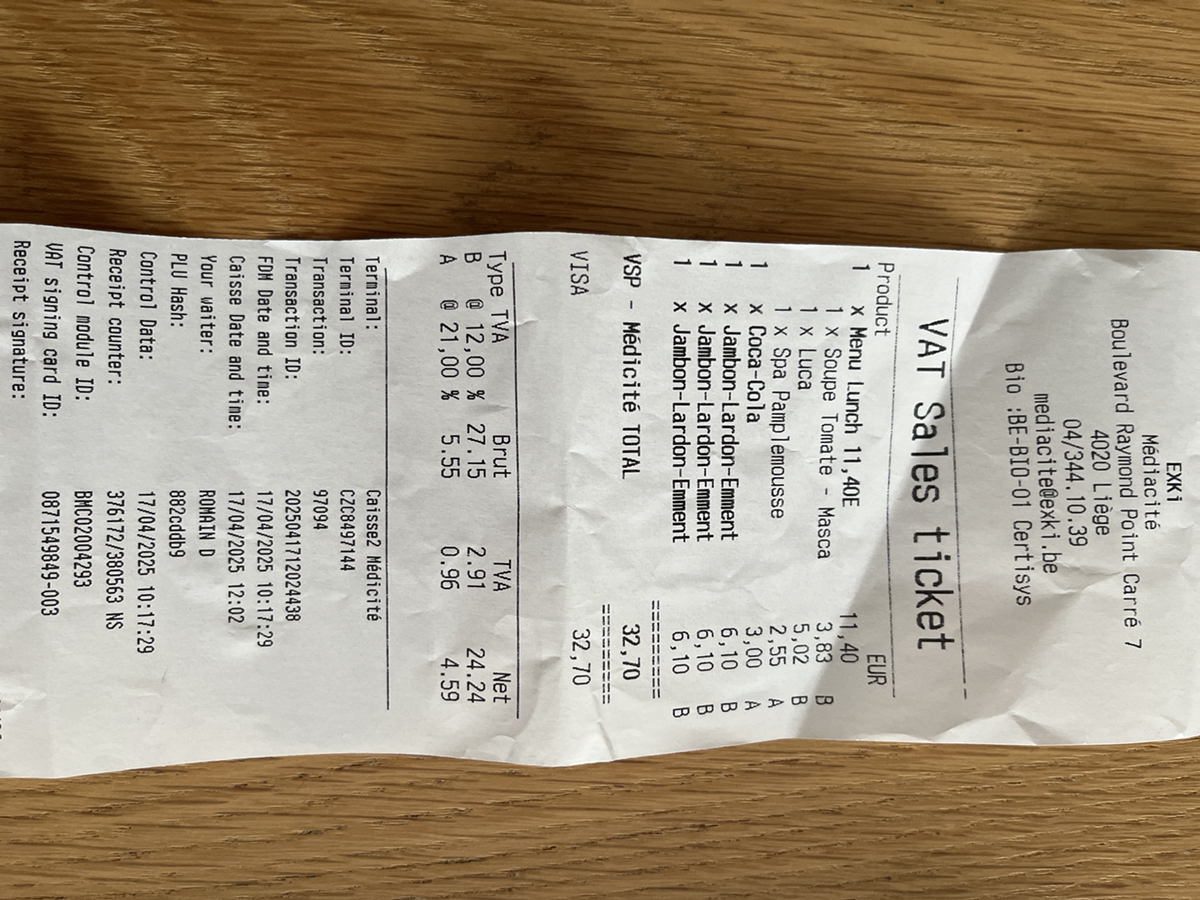 EXKi
Médiacité
Boulevard Raymond Point Carré 7
4020 Liège
04/344.10.39
mediacite@exki.be
Bio :BE-BIO-01 Certisys
VAT Sales ticket
Product EUR
1 x Menu Lunch 11,40E 11,40
1 x Soupe Tomate - Masca 3,83 B
1 x Luca 5,02 B
1 x Spa Pamplemousse 2,55 A
1 x Coca-Cola 3,00 A
1 x Jambon-Lardon-Emment 6,10 B
1 x Jambon-Lardon-Emment 6,10 B
1 x Jambon-Lardon-Emment 6,10 B
========
VSP - Médicité TOTAL 32,70
========
VISA 32,70
Type TVA Brut TVA Net
B @ 12,00 % 27.15 2.91 24.24
A @ 21,00 % 5.55 0.96 4.59
Terminal: Caisse2 Médicité
Terminal ID: CZC8497144
Transaction: 97094
Transaction ID: 2025041712024438
FDM Date and time: 17/04/2025 10:17:29
Caisse Date and time: 17/04/2025 12:02
Your waiter: ROMAIN D
PLU Hash: 882cddb9
Control Data: 17/04/2025 10:17:29
Receipt counter: 376172/380563 NS
Control module ID: BMC02004293
VAT signing card ID: 0871549849-003
Receipt signature: